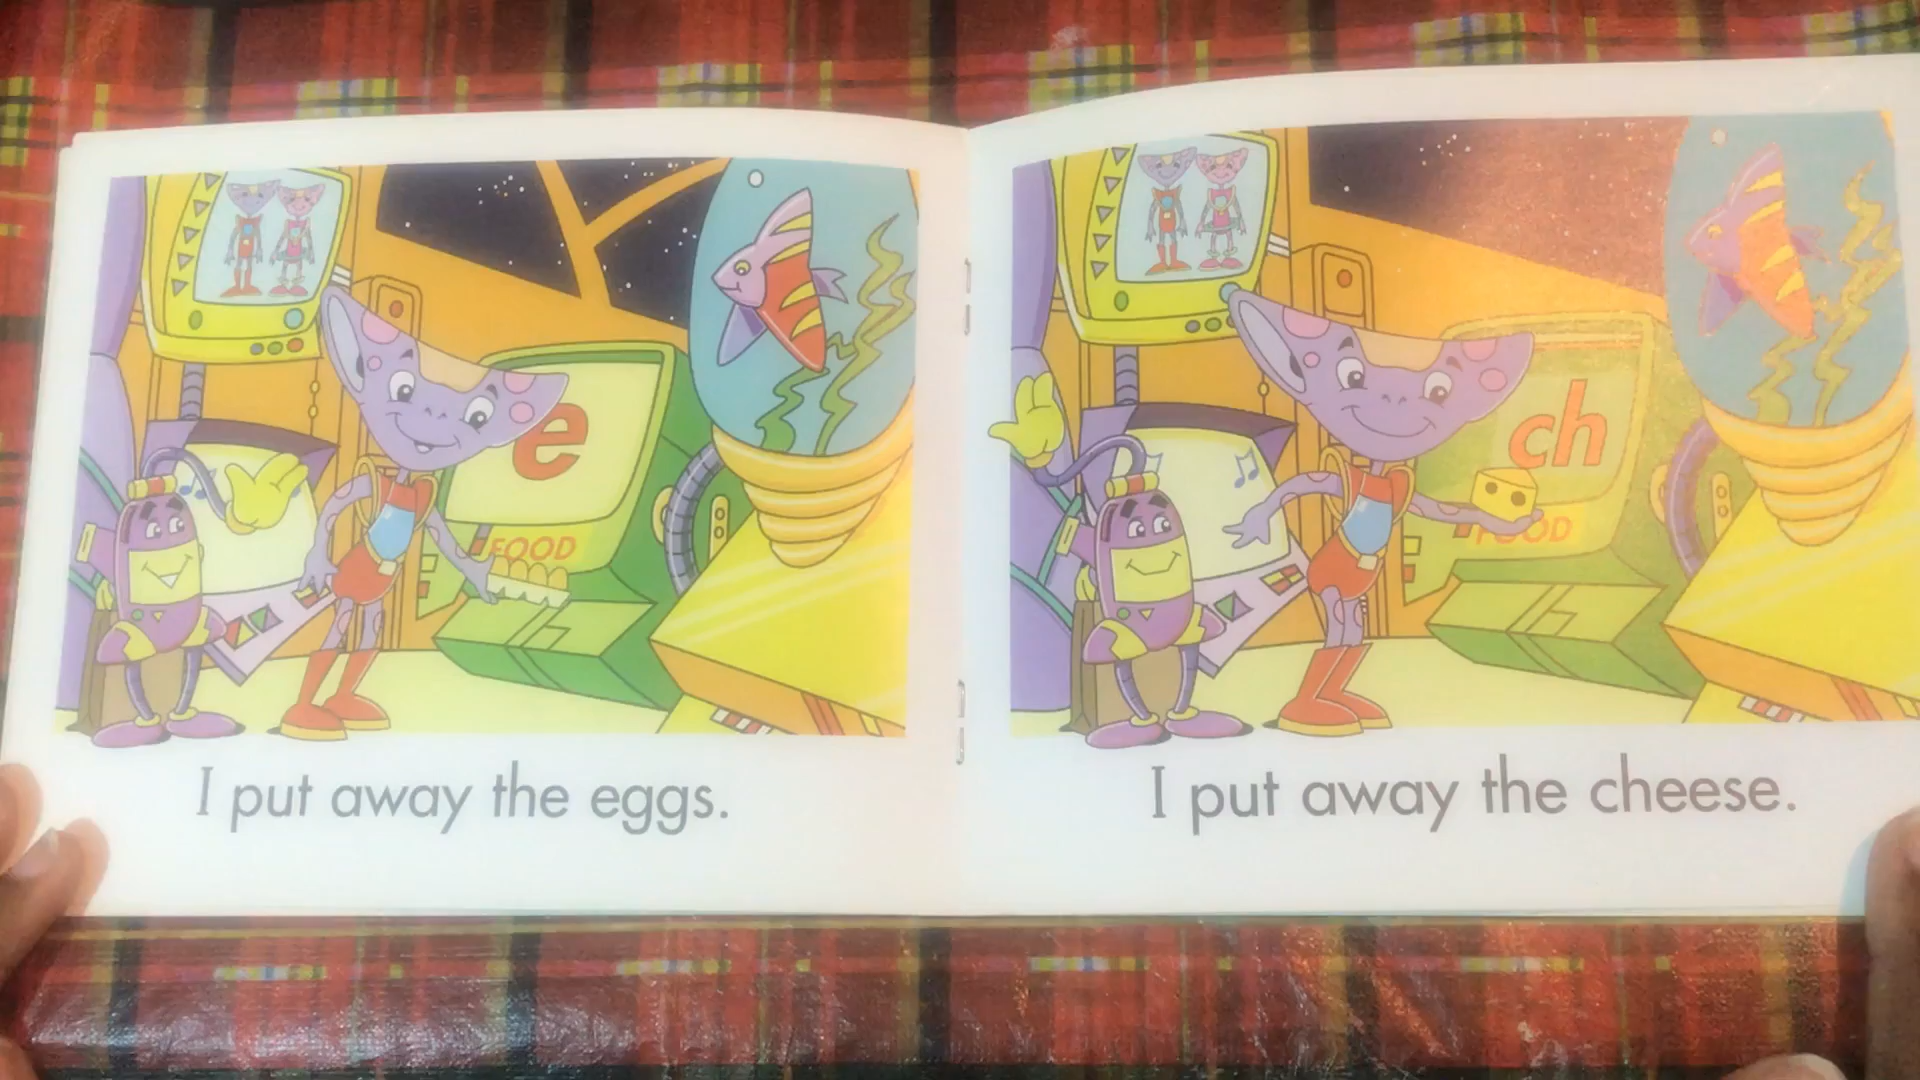 e
FOOD
I put away the eggs.
ch
FOOD
I put away the cheese.